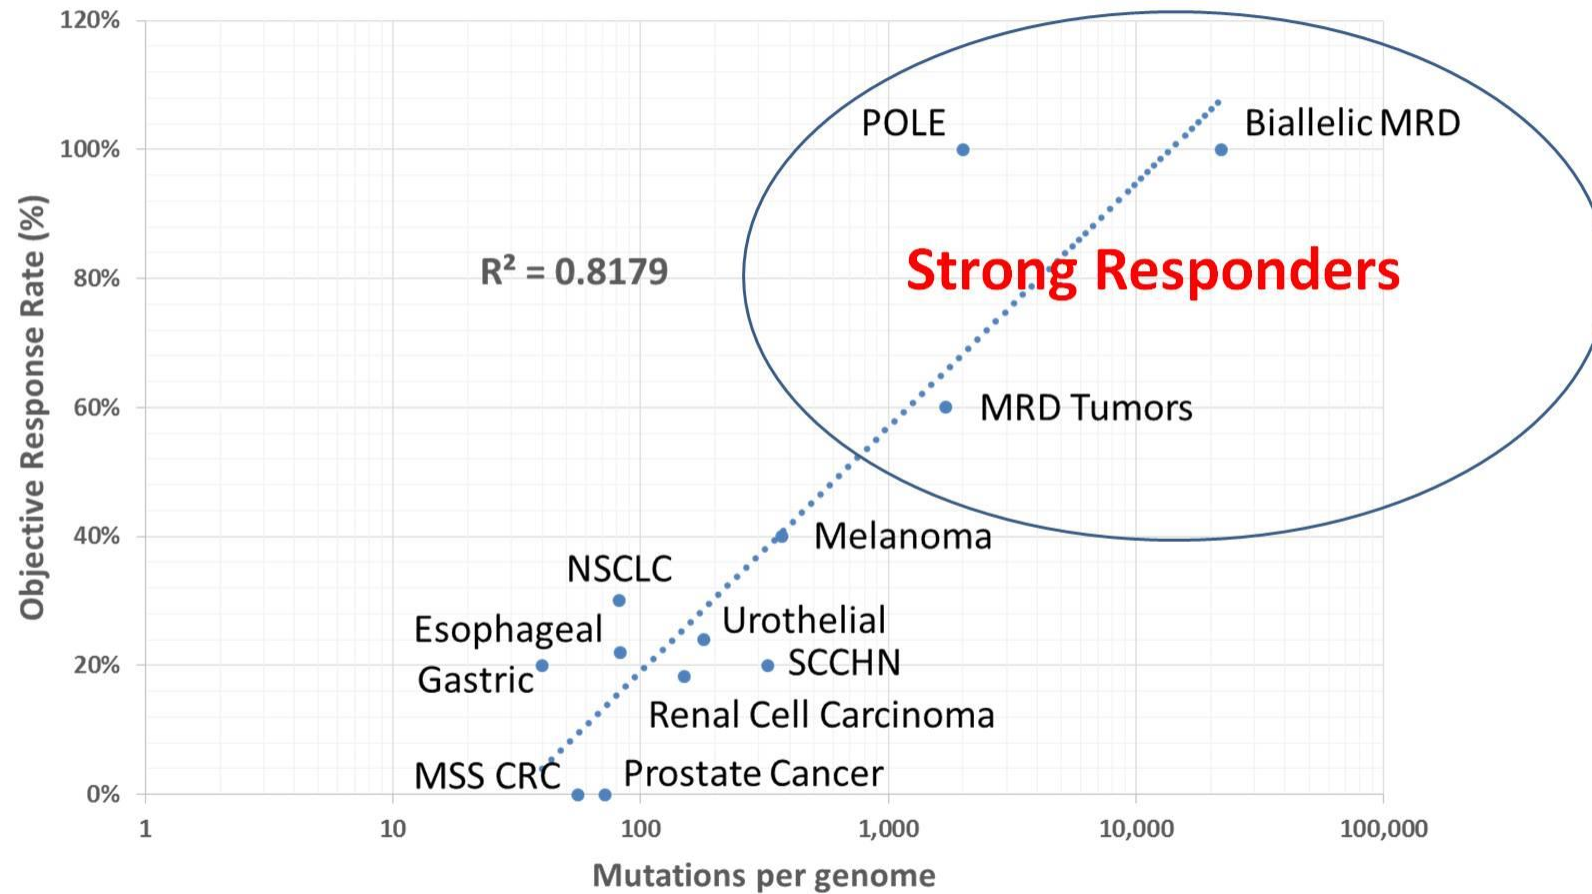 120%
POLE
Biallelic MRD
100%
R² = 0.8179
Strong Responders
80%
60%
MRD Tumors
Objective Response Rate (%)
40%
Melanoma
NSCLC
Esophageal
Urothelial
20%
SCCHN
Gastric
Renal Cell Carcinoma
MSS CRC
Prostate Cancer
0%
1
10
100
1,000
10,000
100,000
Mutations per genome